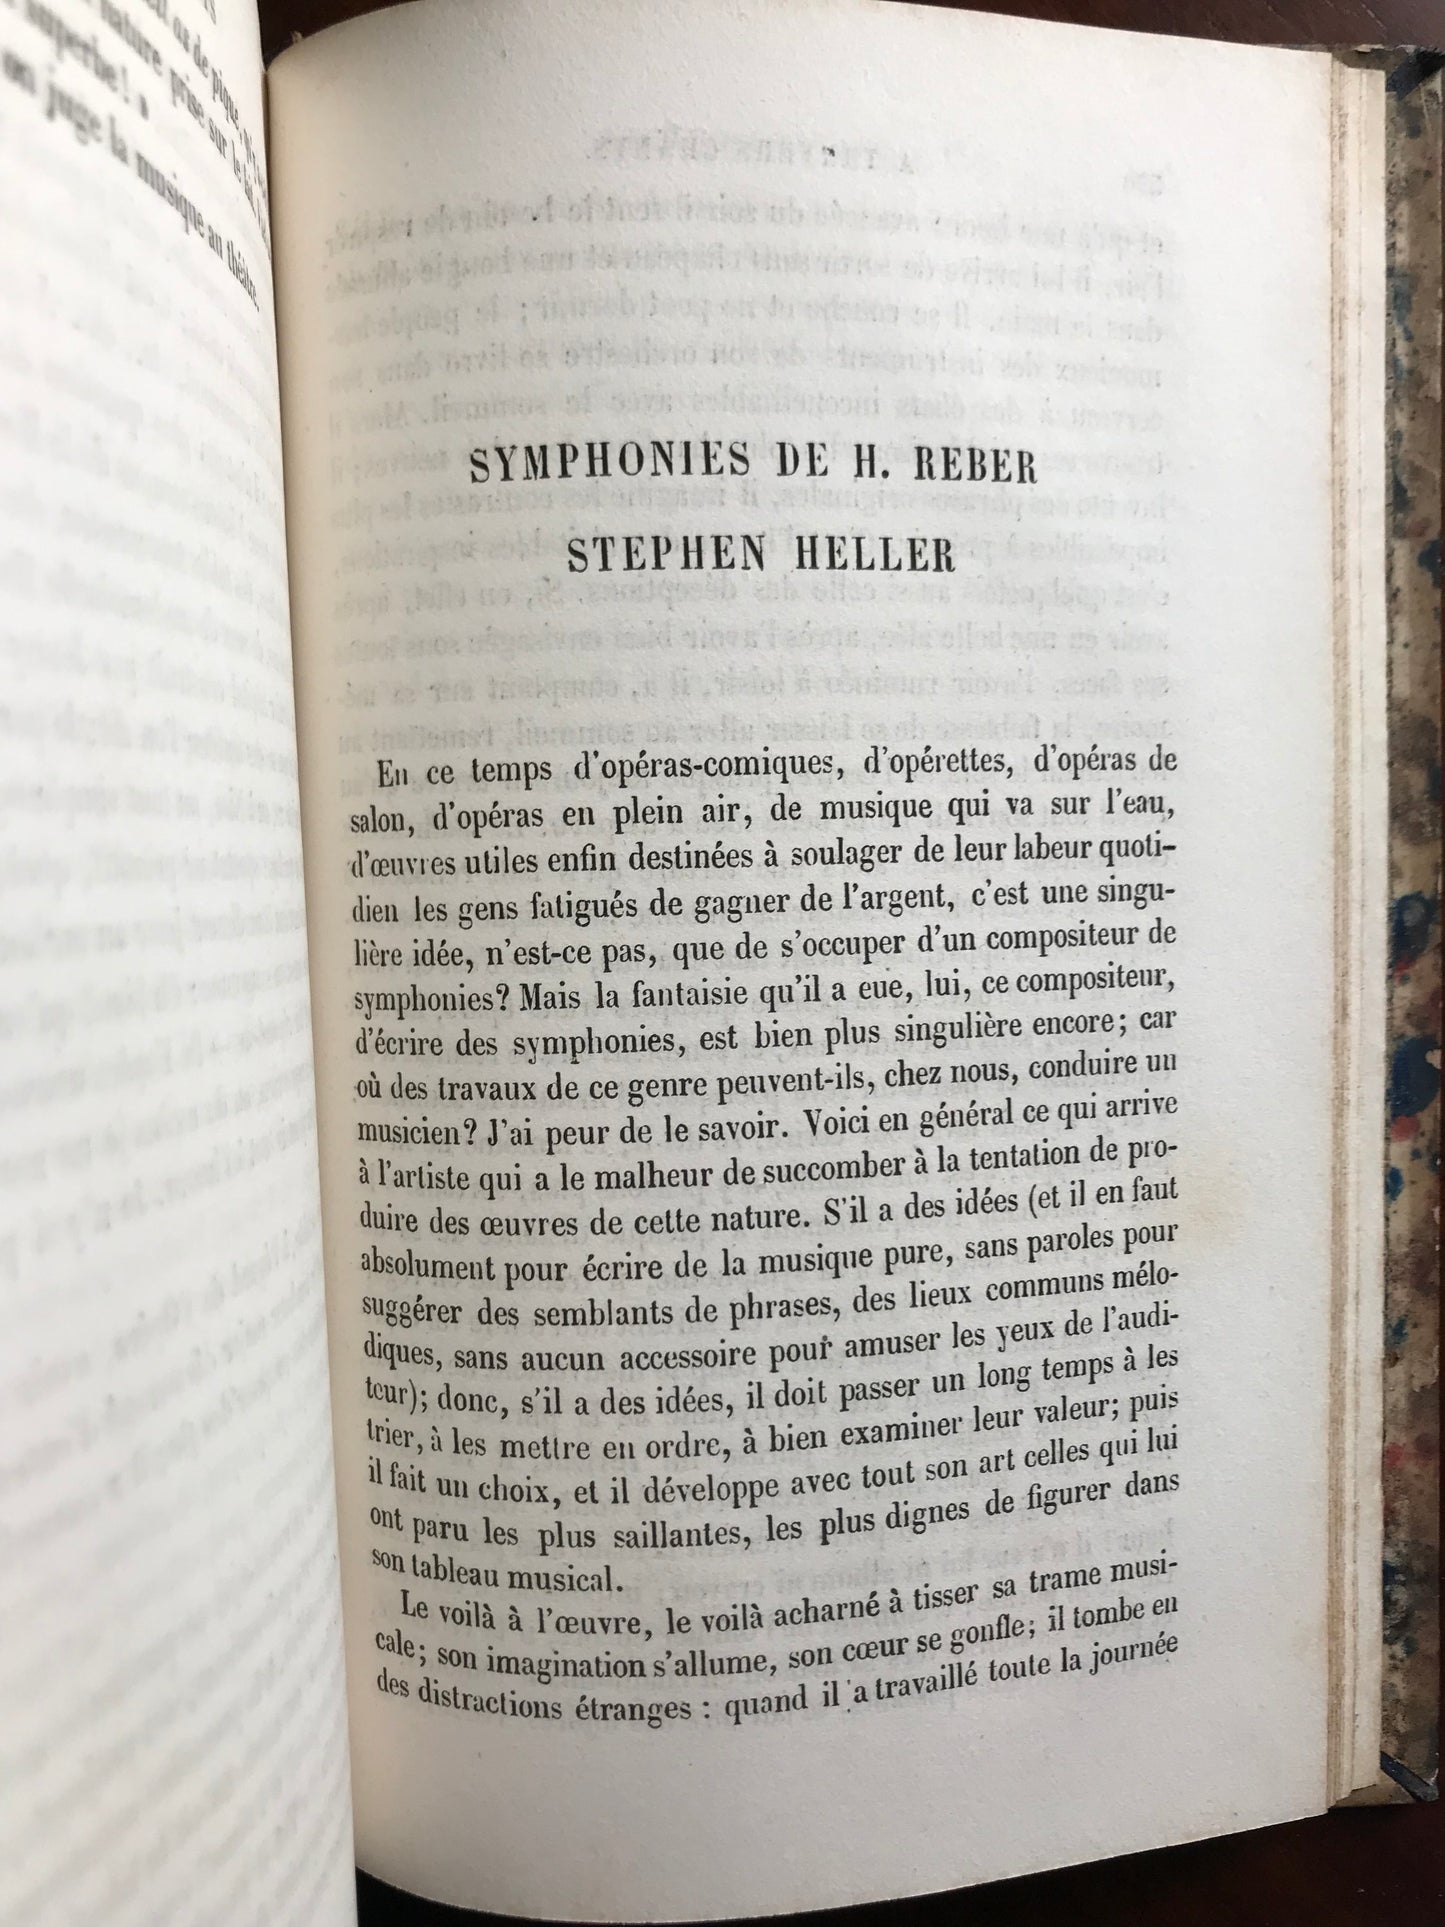 superbe ! »
on juge la musique au théâtre.
SYMPHONIES DE H. REBER
STEPHEN HELLER
En ce temps d'opéras-comiques, d'opérettes, d'opéras de
salon, d'opéras en plein air, de musique qui va sur l'eau,
d'œuvres utiles enfin destinées à soulager de leur labeur quoti-
dien les gens fatigués de gagner de l'argent, c'est une singu-
lière idée, n'est-ce pas, que de s'occuper d'un compositeur de
symphonies? Mais la fantaisie qu'il a eue, lui, ce compositeur,
d'écrire des symphonies, est bien plus singulière encore; car
où des travaux de ce genre peuvent-ils, chez nous, conduire un
musicien? J'ai peur de le savoir. Voici en général ce qui arrive
à l'artiste qui a le malheur de succomber à la tentation de pro-
duire des œuvres de cette nature. S'il a des idées (et il en faut
absolument pour écrire de la musique pure, sans paroles pour
suggérer des semblants de phrases, des lieux communs mélo-
diques, sans aucun accessoire pour amuser les yeux de l'audi-
teur); donc, s'il a des idées, il doit passer un long temps à les
trier, à les mettre en ordre, à bien examiner leur valeur; puis
il fait un choix, et il développe avec tout son art celles qui lui
ont paru les plus saillantes, les plus dignes de figurer dans
son tableau musical.
Le voilà à l'œuvre, le voilà acharné à tisser sa trame musi-
cale; son imagination s'allume, son cœur se gonfle; il tombe en
des distractions étranges : quand il a travaillé toute la journée